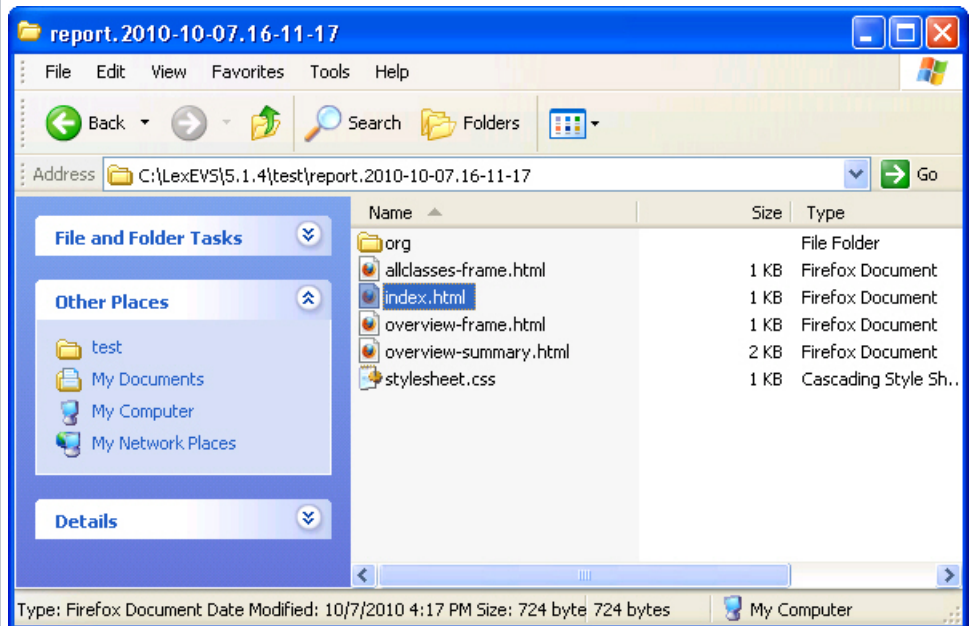 report.2010-10-07.16-11-17
File Edit View Favorites Tools Help
Back Search Folders
Address C:\LexEVS\5.1.4\test\report.2010-10-07.16-11-17 Go
File and Folder Tasks
Other Places
test
My Documents
My Computer
My Network Places
Details
Name Size Type
org File Folder
allclasses-frame.html 1 KB Firefox Document
index.html 1 KB Firefox Document
overview-frame.html 1 KB Firefox Document
overview-summary.html 2 KB Firefox Document
stylesheet.css 1 KB Cascading Style Sh..
Type: Firefox Document Date Modified: 10/7/2010 4:17 PM Size: 724 byte 724 bytes My Computer